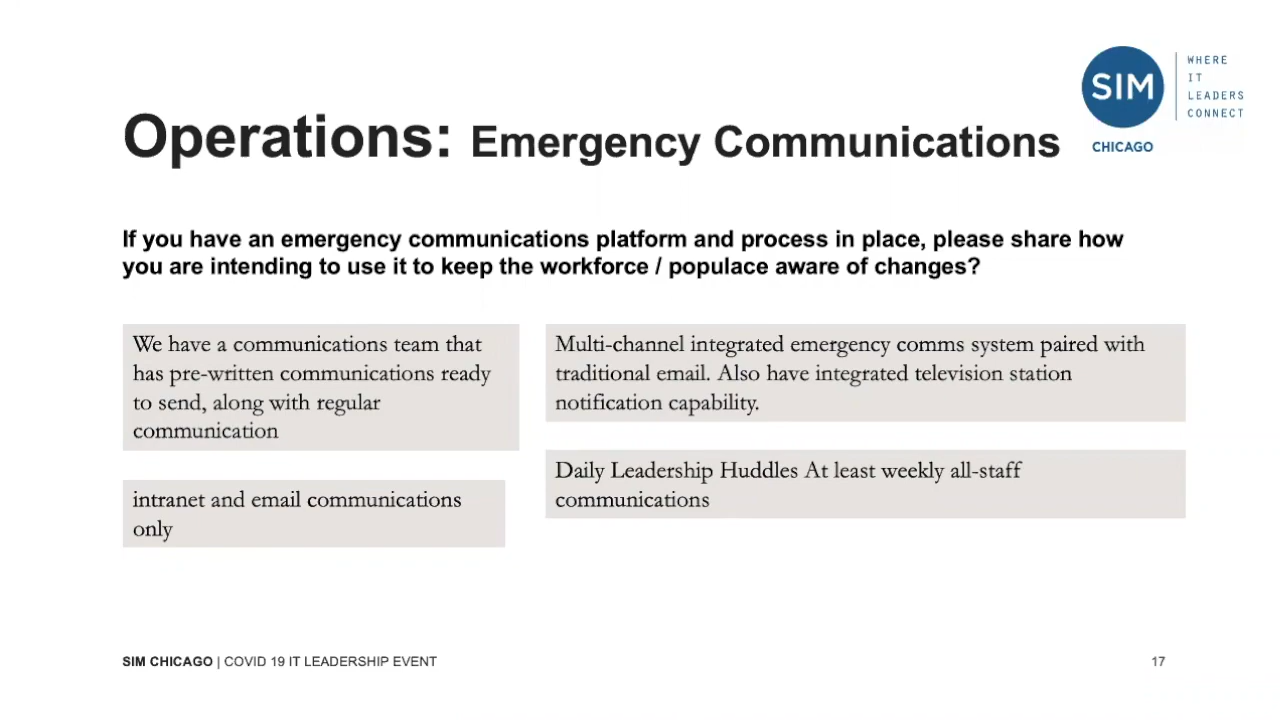 SIM
CHICAGO
WHERE
IT
LEADERS
CONNECT
Operations: Emergency Communications
If you have an emergency communications platform and process in place, please share how
you are intending to use it to keep the workforce / populace aware of changes?
We have a communications team that
has pre-written communications ready
to send, along with regular
communication
intranet and email communications
only
Multi-channel integrated emergency comms system paired with
traditional email. Also have integrated television station
notification capability.
Daily Leadership Huddles At least weekly all-staff
communications
SIM CHICAGO | COVID 19 IT LEADERSHIP EVENT
17